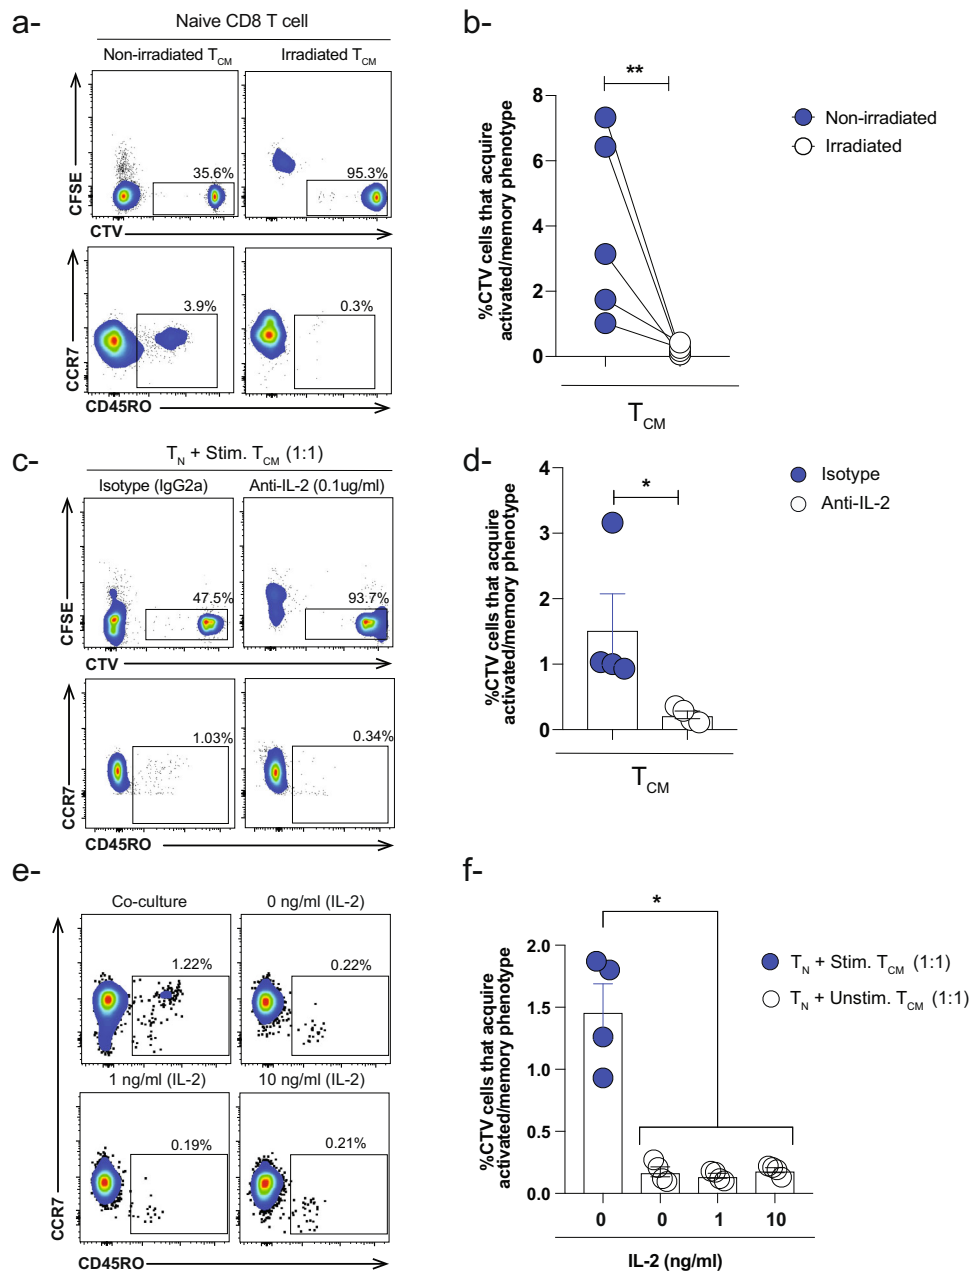 a-
Naive CD8 T cell
Non-irradiated TCM
Irradiated TCM
35.6%
95.3%
CFSE
CTV
3.9%
0.3%
CCR7
CD45RO
b-
**
%CTV cells that acquire
activated/memory phenotype
8
6
4
2
0
TCM
Non-irradiated
Irradiated
c-
TN + Stim. TCM (1:1)
Isotype (IgG2a)
Anti-IL-2 (0.1ug/ml)
47.5%
93.7%
CFSE
CTV
1.03%
0.34%
CCR7
CD45RO
d-
*
%CTV cells that acquire
activated/memory phenotype
4
3
2
1
0
TCM
Isotype
Anti-IL-2
e-
Co-culture
0 ng/ml (IL-2)
1.22%
0.22%
1 ng/ml (IL-2)
10 ng/ml (IL-2)
0.19%
0.21%
CCR7
CD45RO
f-
*
%CTV cells that acquire
activated/memory phenotype
2.0
1.5
1.0
0.5
0.0
0 0 1 10
IL-2 (ng/ml)
TN + Stim. TCM (1:1)
TN + Unstim. TCM (1:1)